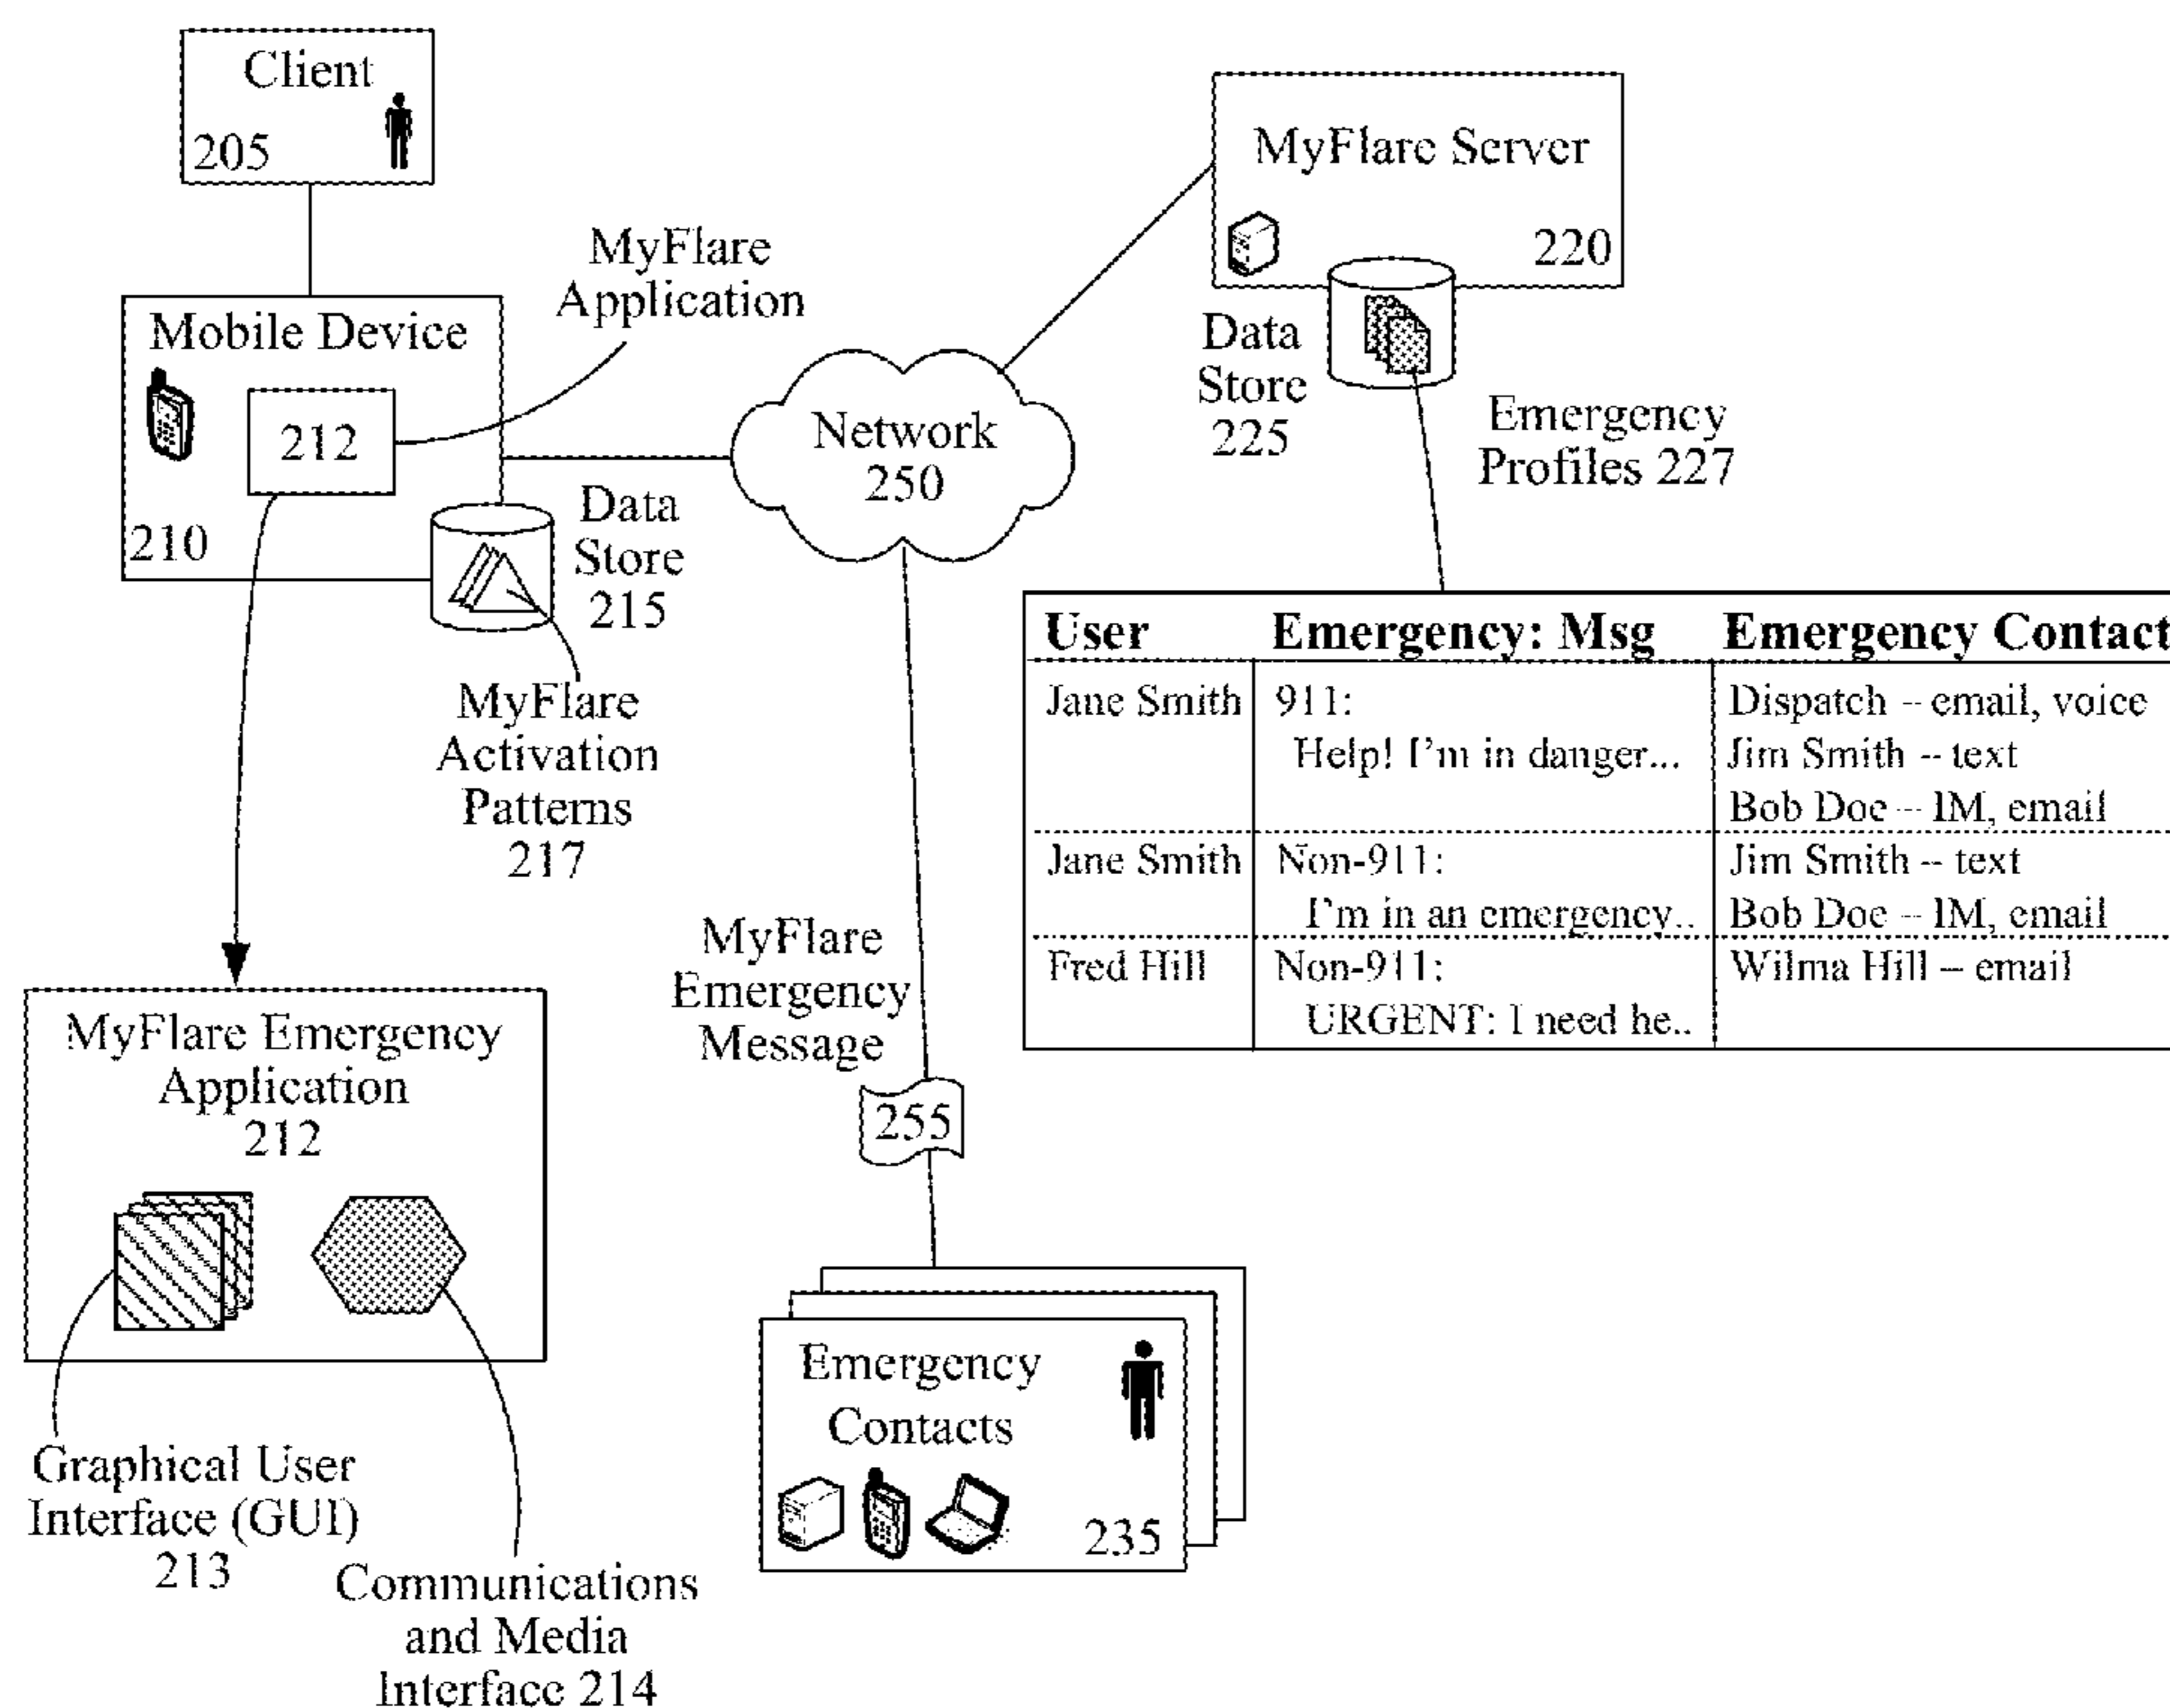 Client
205
MyFlare Server
220
MyFlare
Application
Mobile Device
212
210
Data
Store
215
Network
250
Data
Store
225
Emergency
Profiles 227
MyFlare
Activation
Patterns
217
User Emergency: Msg Emergency Contact
Jane Smith 911: Dispatch -- email, voice
Help! I'm in danger... Jim Smith -- text
Bob Doe -- IM, email
Jane Smith Non-911: Jim Smith -- text
I'm in an emergency.. Bob Doe -- IM, email
Fred Hill Non-911: Wilma Hill -- email
URGENT: I need he..
MyFlare
Emergency
Message
255
MyFlare Emergency
Application
212
Emergency
Contacts
235
Graphical User
Interface (GUI)
213
Communications
and Media
Interface 214